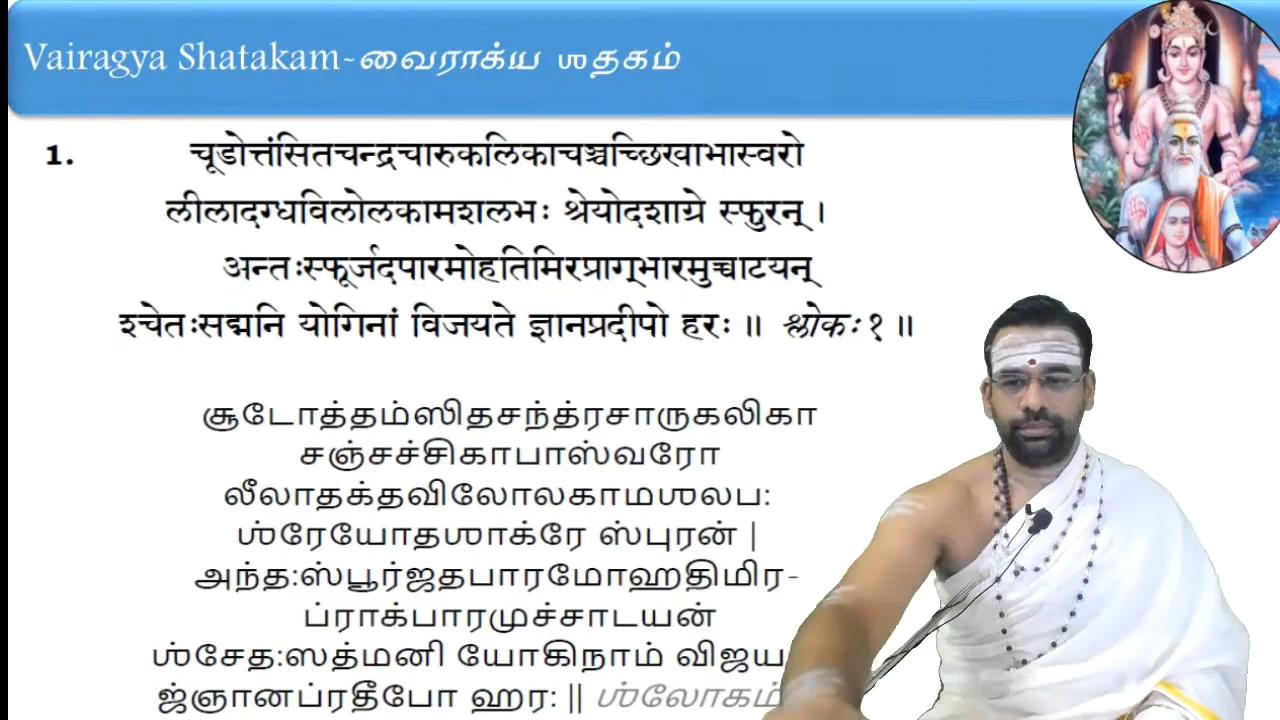 Vairagya Shatakam-வைராக்ய ஶதகம்
1. चूडोत्तंसितचन्द्रचारुकलिकाचञ्चच्छिखाभास्वरो
लीलादग्धविलोलकामशलभः श्रेयोदशाग्रे स्फुरन् ।
अन्तःस्फूर्जदपारमोहतिमिरप्राग्भारमुच्चाटयन्
श्चेतःसद्मनि योगिनां विजयते ज्ञानप्रदीपो हरः ॥ श्लोकः १ ॥
சூடோத்தம்ஸிதசந்த்ரசாருகலிகா
சஞ்சச்சிகாபாஸ்வரோ
லீலாதக்தவிலோலகாமஶலப:
ஶ்ரேயோதஶாக்ரே ஸ்புரன் |
அந்த:ஸ்பூர்ஜதபாரமோஹதிமிர-
ப்ராக்பாரமுச்சாடயன்
ஶ்சேத:ஸத்மனி யோகிநாம் விஜய
ஜ்ஞானப்ரதீபோ ஹர: || ஶ்லோகம்